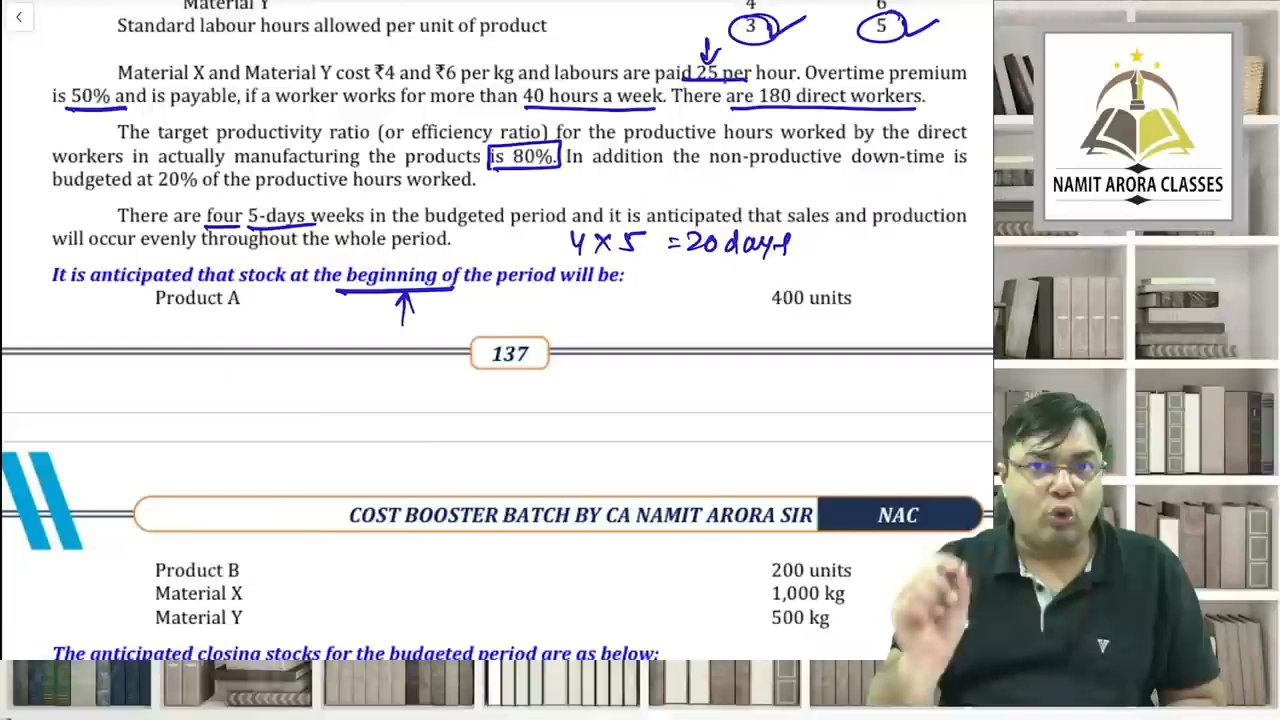 Material Y 4 6
Standard labour hours allowed per unit of product 3 5
Material X and Material Y cost ₹4 and ₹6 per kg and labours are paid 25 per hour. Overtime premium
is 50% and is payable, if a worker works for more than 40 hours a week. There are 180 direct workers.
The target productivity ratio (or efficiency ratio) for the productive hours worked by the direct
workers in actually manufacturing the products is 80%. In addition the non-productive down-time is
budgeted at 20% of the productive hours worked.
There are four 5-days weeks in the budgeted period and it is anticipated that sales and production
will occur evenly throughout the whole period.
4 × 5 = 20 days
It is anticipated that stock at the beginning of the period will be:
Product A 400 units
137
COST BOOSTER BATCH BY CA NAMIT ARORA SIR NAC
Product B 200 units
Material X 1,000 kg
Material Y 500 kg
The anticipated closing stocks for the budgeted period are as below:
NAMIT ARORA CLASSES